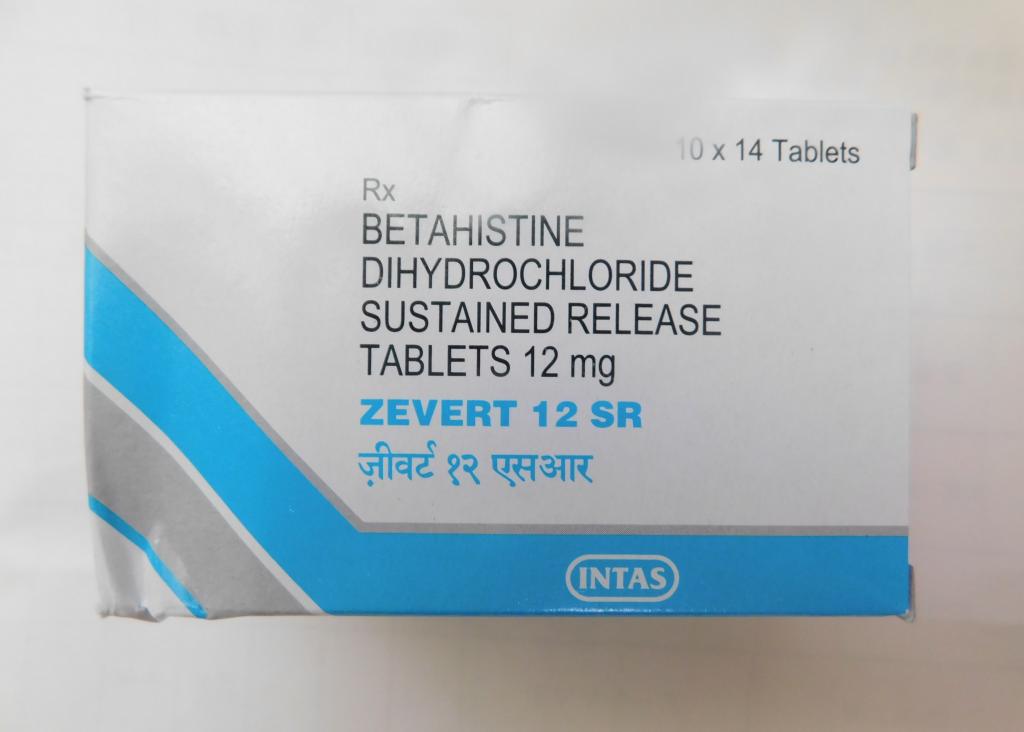 10 x 14 Tablets
Rx
BETAHISTINE
DIHYDROCHLORIDE
SUSTAINED RELEASE
TABLETS 12 mg
ZEVERT 12 SR
ज़ीवर्ट १२ एसआर
INTAS